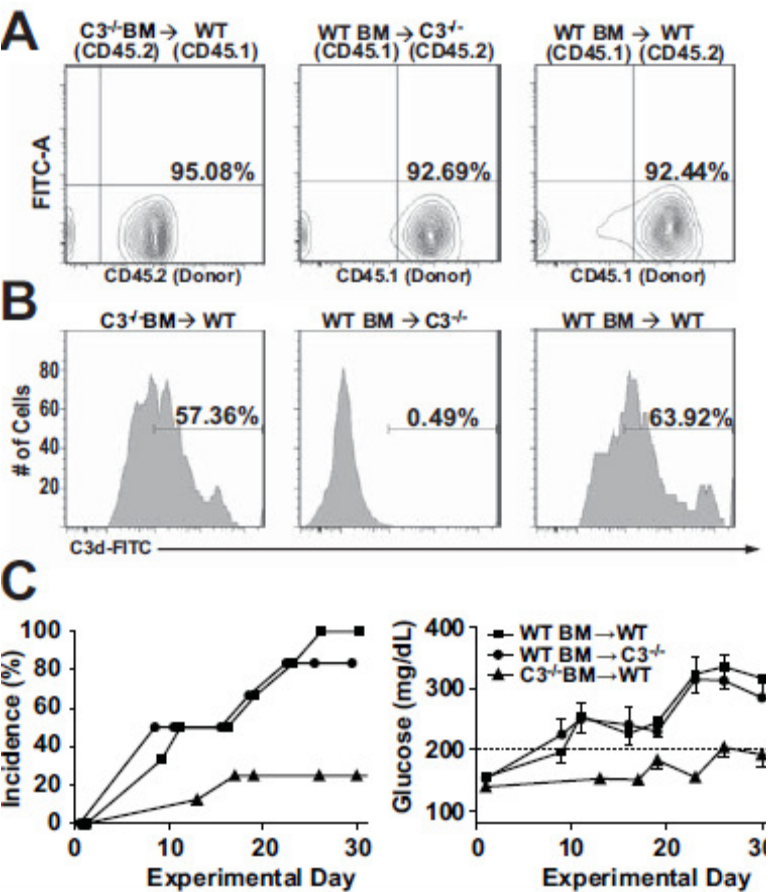 A
C3-/-BM→ WT
(CD45.2) (CD45.1)
WT BM→C3-/-
(CD45.1) (CD45.2)
WT BM→ WT
(CD45.1) (CD45.2)
FITC-A
95.08%
92.69%
92.44%
CD45.2 (Donor)
CD45.1 (Donor)
CD45.1 (Donor)
B
C3-/-BM→ WT
WT BM→C3-/-
WT BM → WT
# of Cells
80
60
40
20
57.36%
0.49%
63.92%
C3d-FITC
C
Incidence (%)
100
80
60
40
20
0
0 10 20 30
Experimental Day
Glucose (mg/dL)
400
300
200
100
WT BM→WT
WT BM→C3-/-
C3-/-BM→WT
0 10 20
Experimental Day